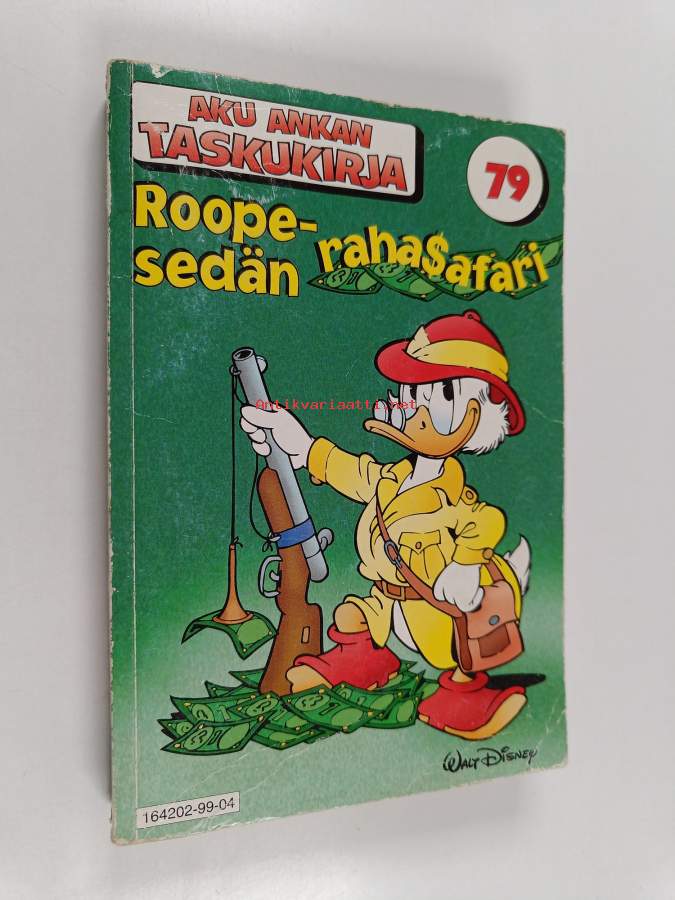 AKU ANKAN
TASKUKIRJA
79
Roope-
sedän raha$afari
Antikvariaatti.net
WALT DISNEY
164202-99-04